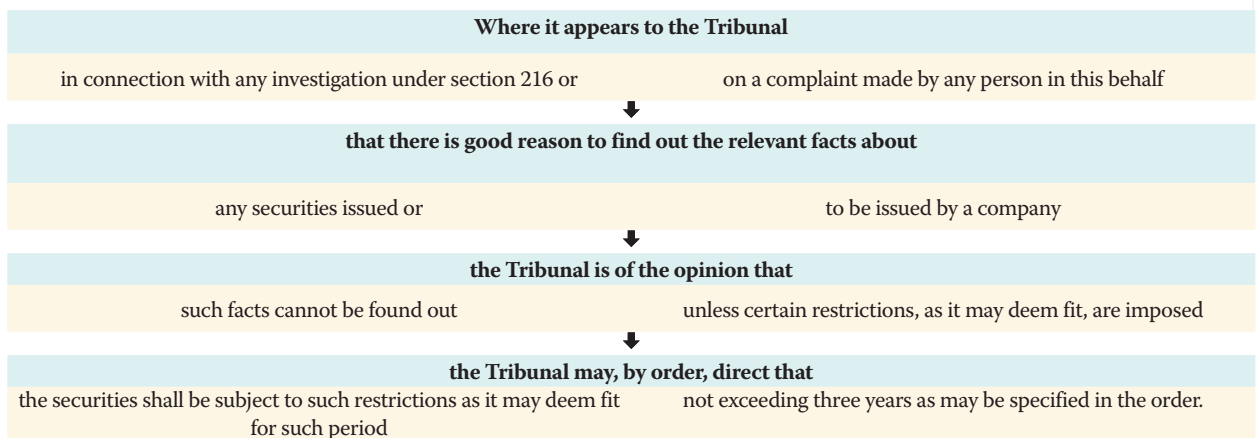 Where it appears to the Tribunal
in connection with any investigation under section 216 or
on a complaint made by any person in this behalf
that there is good reason to find out the relevant facts about
any securities issued or
to be issued by a company
the Tribunal is of the opinion that
such facts cannot be found out
unless certain restrictions, as it may deem fit, are imposed
the Tribunal may, by order, direct that
the securities shall be subject to such restrictions as it may deem fit
for such period
not exceeding three years as may be specified in the order.